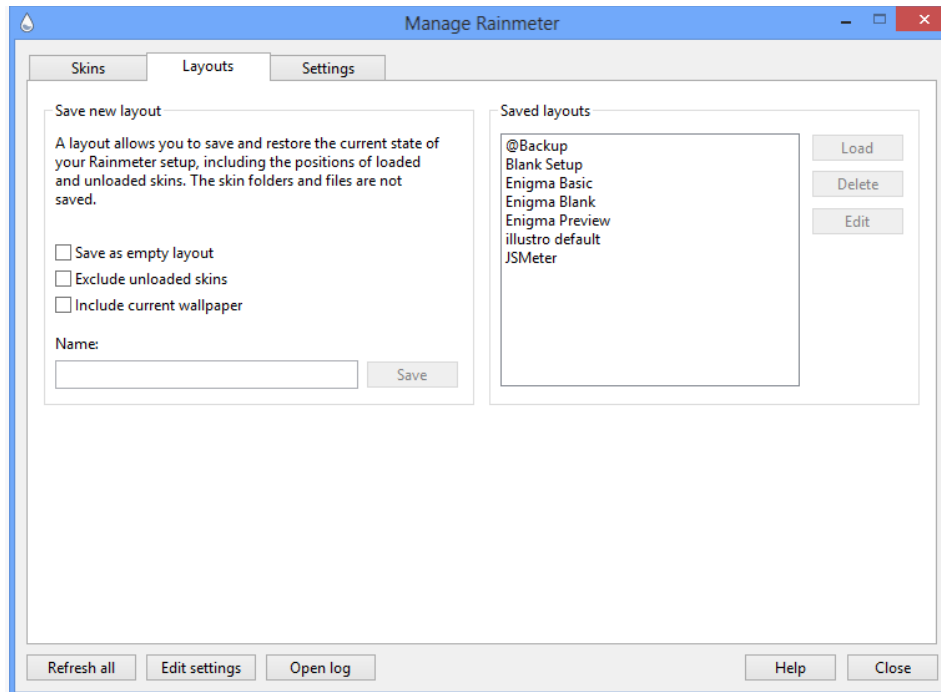 Manage Rainmeter
Skins
Layouts
Settings
Save new layout
A layout allows you to save and restore the current state of
your Rainmeter setup, including the positions of loaded
and unloaded skins. The skin folders and files are not
saved.
Save as empty layout
Exclude unloaded skins
Include current wallpaper
Name:
Save
Saved layouts
@Backup
Blank Setup
Enigma Basic
Enigma Blank
Enigma Preview
illustro default
JSMeter
Load
Delete
Edit
Refresh all
Edit settings
Open log
Help
Close